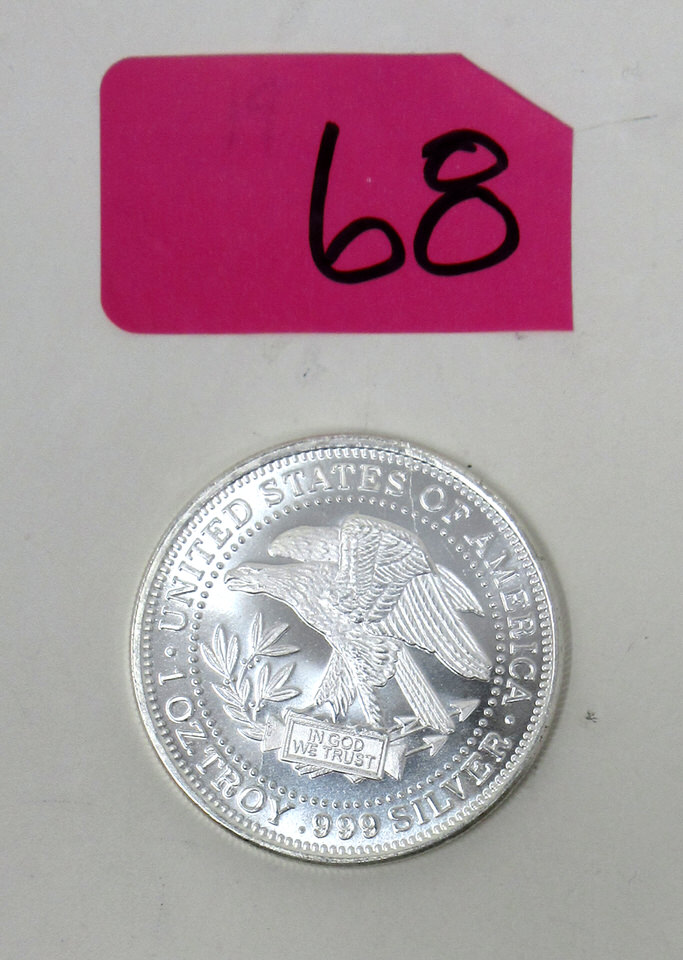 68
UNITED STATES OF AMERICA
1 OZ TROY .999 SILVER
IN GOD
WE TRUST